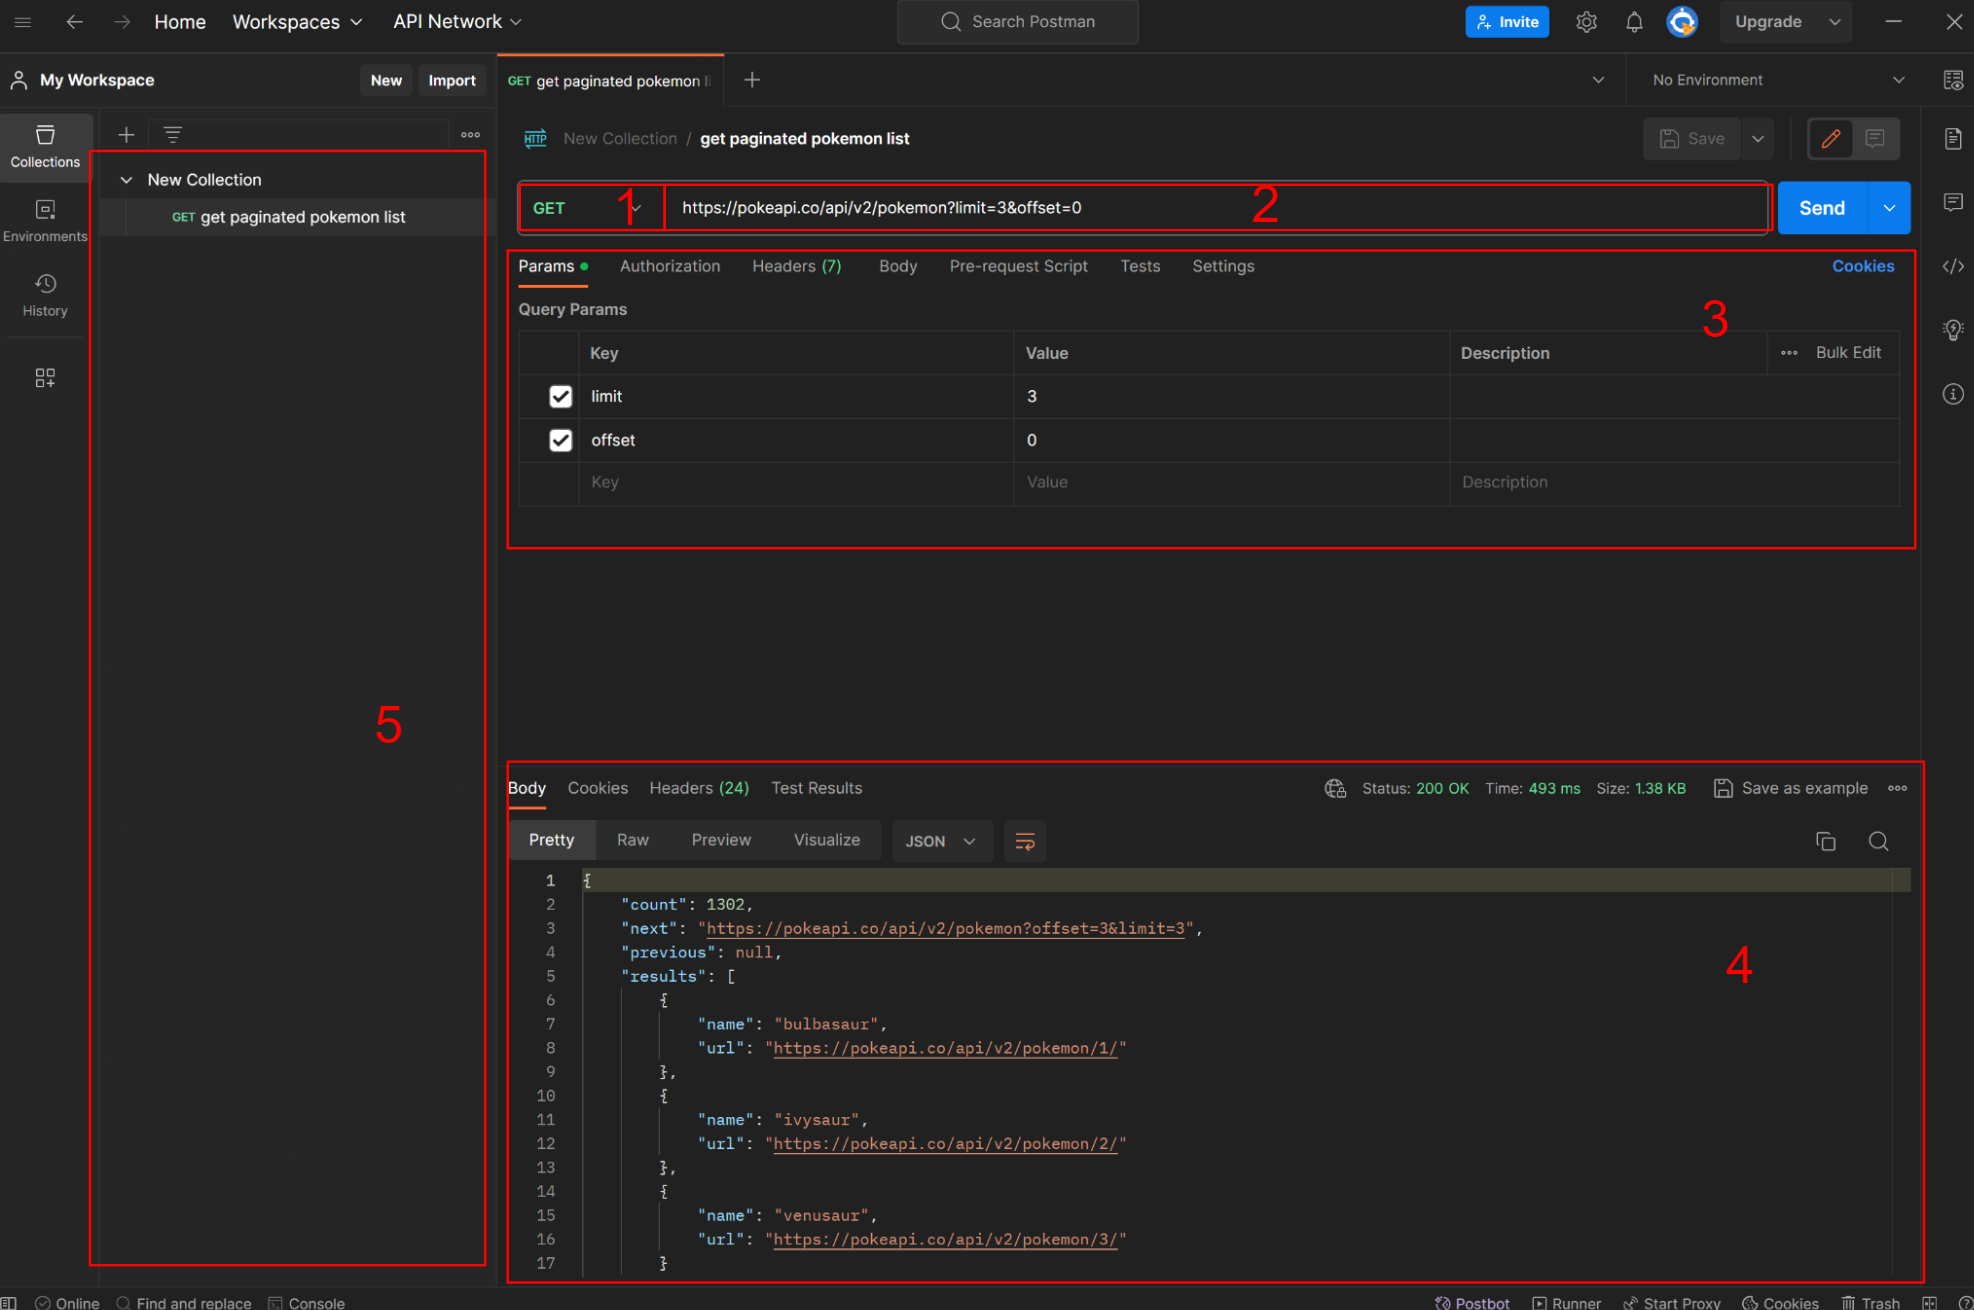 Home Workspaces API Network Search Postman Invite Upgrade
My Workspace New Import GET get paginated pokemon No Environment
Collections
Environments
History
New Collection
GET get paginated pokemon list
5
HTTP New Collection / get paginated pokemon list Save
GET 1 https://pokeapi.co/api/v2/pokemon?limit=3&offset=0 2 Send
Params Authorization Headers (7) Body Pre-request Script Tests Settings Cookies
Query Params
3
Key Value Description Bulk Edit
limit 3
offset 0
Key Value Description
Body Cookies Headers (24) Test Results Status: 200 OK Time: 493 ms Size: 1.38 KB Save as example
Pretty Raw Preview Visualize JSON
1 {
2 "count": 1302,
3 "next": "https://pokeapi.co/api/v2/pokemon?offset=3&limit=3",
4 "previous": null,
5 "results": [
4
6 {
7 "name": "bulbasaur",
8 "url": "https://pokeapi.co/api/v2/pokemon/1/"
9 },
10 {
11 "name": "ivysaur",
12 "url": "https://pokeapi.co/api/v2/pokemon/2/"
13 },
14 {
15 "name": "venusaur",
16 "url": "https://pokeapi.co/api/v2/pokemon/3/"
17 }
Online Find and replace Console Postbot Runner Start Proxy Cookies Trash